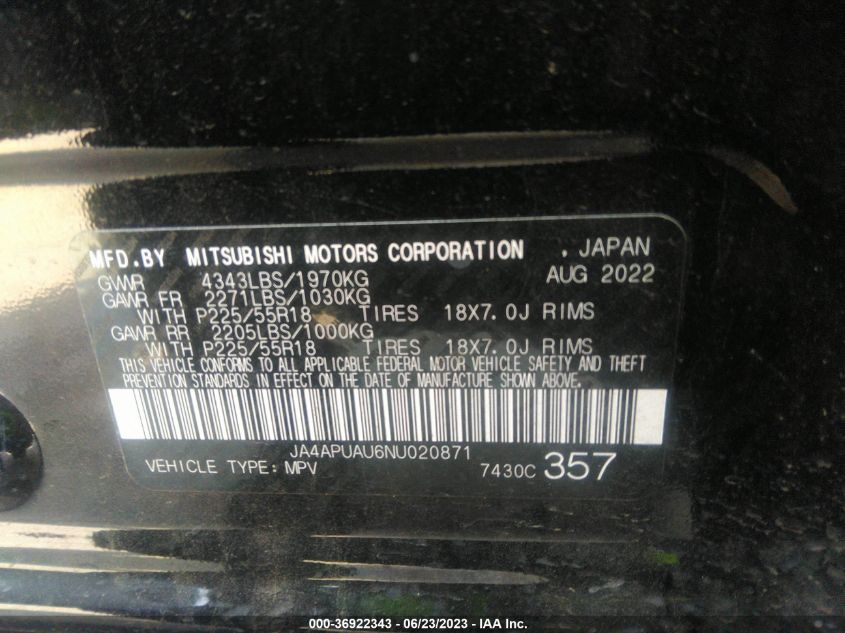 MFD.BY MITSUBISHI MOTORS CORPORATION , JAPAN
GVWR 4343LBS/1970KG AUG 2022
GAWR FR 2271LBS/1030KG
WITH P225/55R18 TIRES 18X7.0J RIMS
GAWR RR 2205LBS/1000KG
WITH P225/55R18 TIRES 18X7.0J RIMS
THIS VEHICLE CONFORMS TO ALL APPLICABLE FEDERAL MOTOR VEHICLE SAFETY AND THEFT
PREVENTION STANDARDS IN EFFECT ON THE DATE OF MANUFACTURE SHOWN ABOVE.
JA4APUAU6NU020871
VEHICLE TYPE: MPV 7430C 357
000-36922343 - 06/23/2023 - IAA Inc.